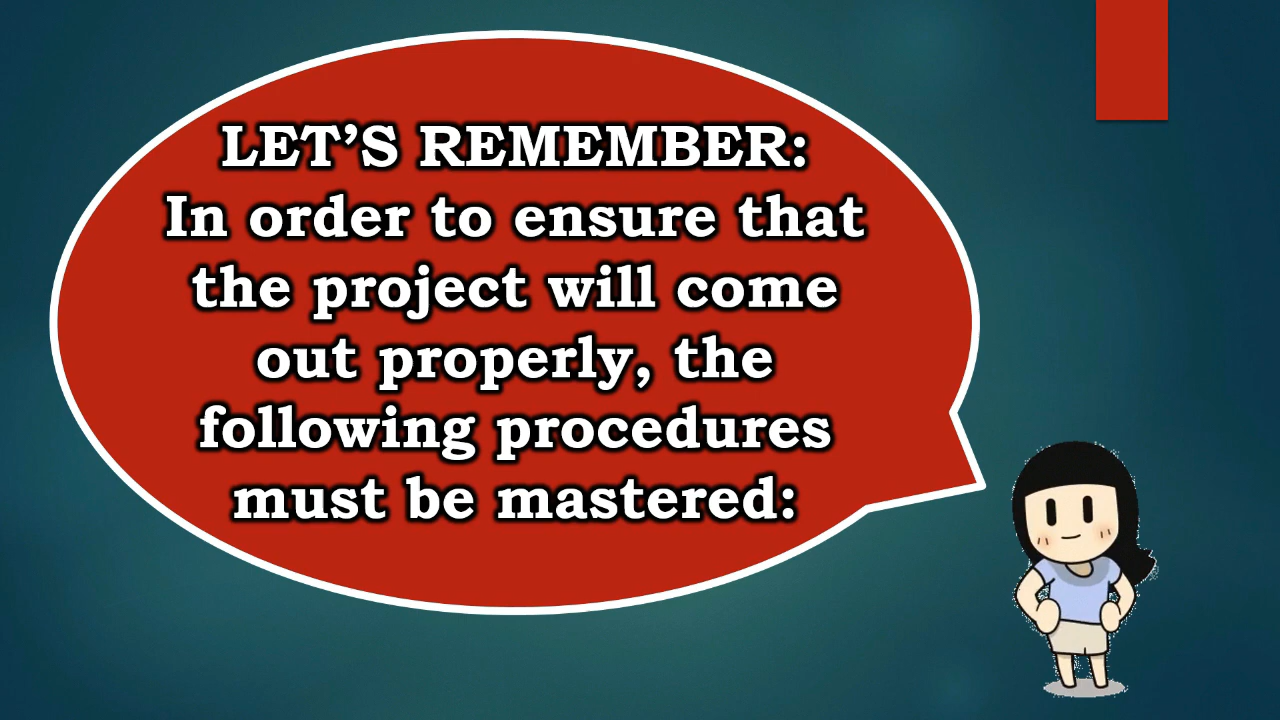 LET’S REMEMBER:
In order to ensure that
the project will come
out properly, the
following procedures
must be mastered: